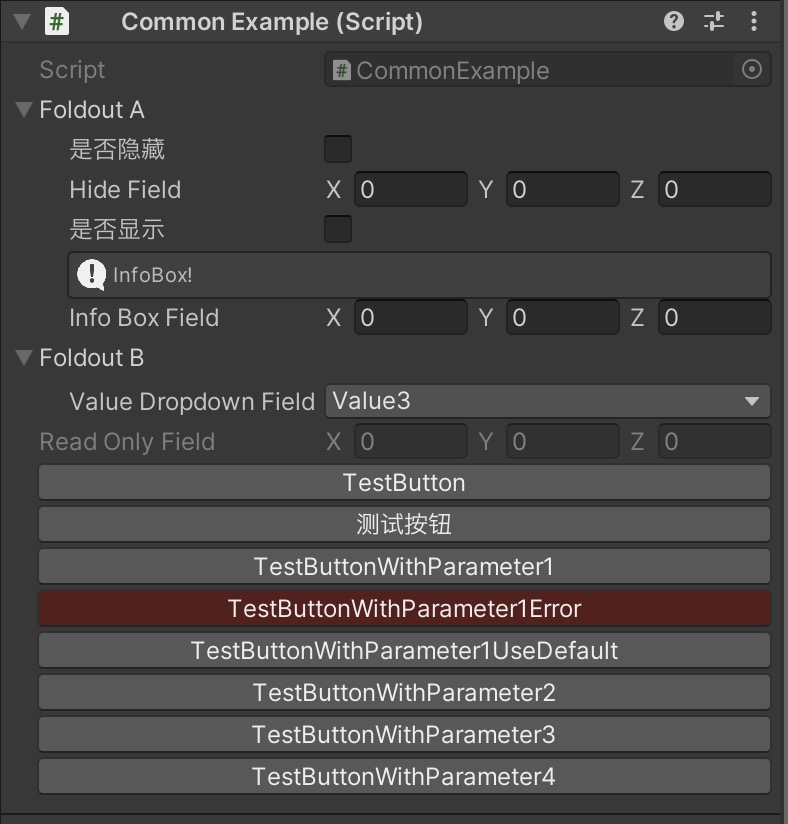 Common Example (Script)
Script CommonExample
Foldout A
是否隐藏
Hide Field X 0 Y 0 Z 0
是否显示
InfoBox!
Info Box Field X 0 Y 0 Z 0
Foldout B
Value Dropdown Field Value3
Read Only Field X 0 Y 0 Z 0
TestButton
测试按钮
TestButtonWithParameter1
TestButtonWithParameter1Error
TestButtonWithParameter1UseDefault
TestButtonWithParameter2
TestButtonWithParameter3
TestButtonWithParameter4